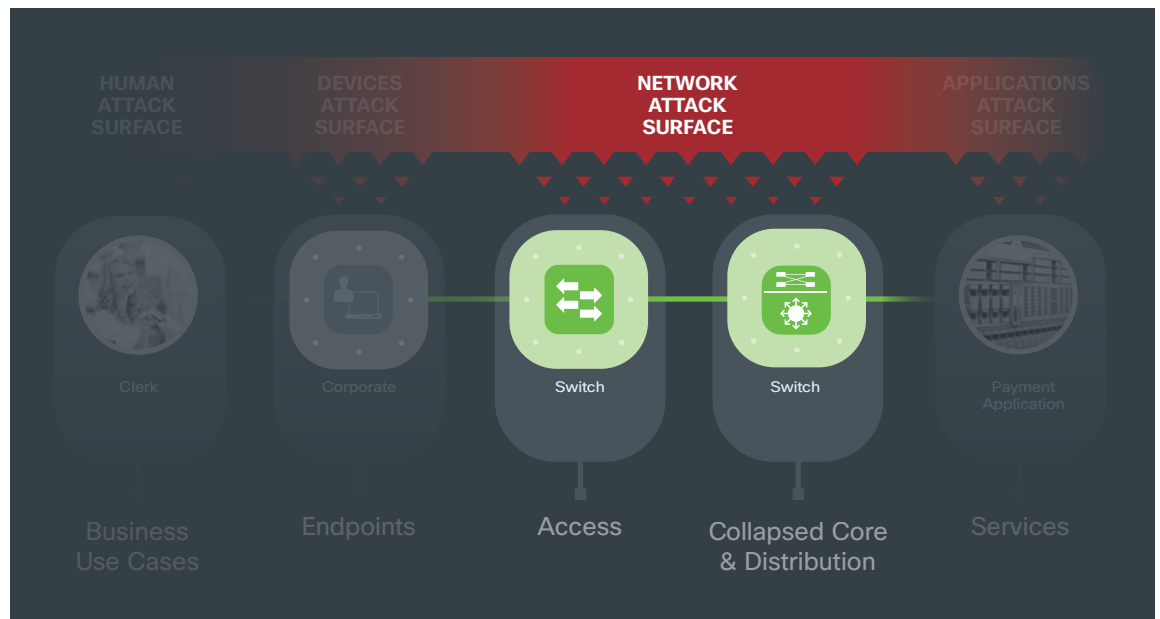 HUMAN
ATTACK
SURFACE
DEVICES
ATTACK
SURFACE
NETWORK
ATTACK
SURFACE
APPLICATIONS
ATTACK
SURFACE
Clerk
Corporate
Switch
Switch
Payment
Application
Business
Use Cases
Endpoints
Access
Collapsed Core
& Distribution
Services